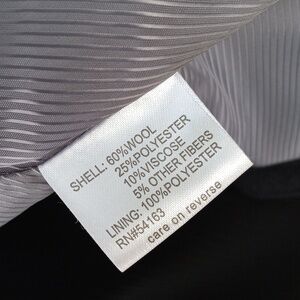 SHELL: 60%WOOL
25%POLYESTER
10%VISCOSE
5% OTHER FIBERS
LINING: 100%POLYESTER
RN#54163
care on reverse